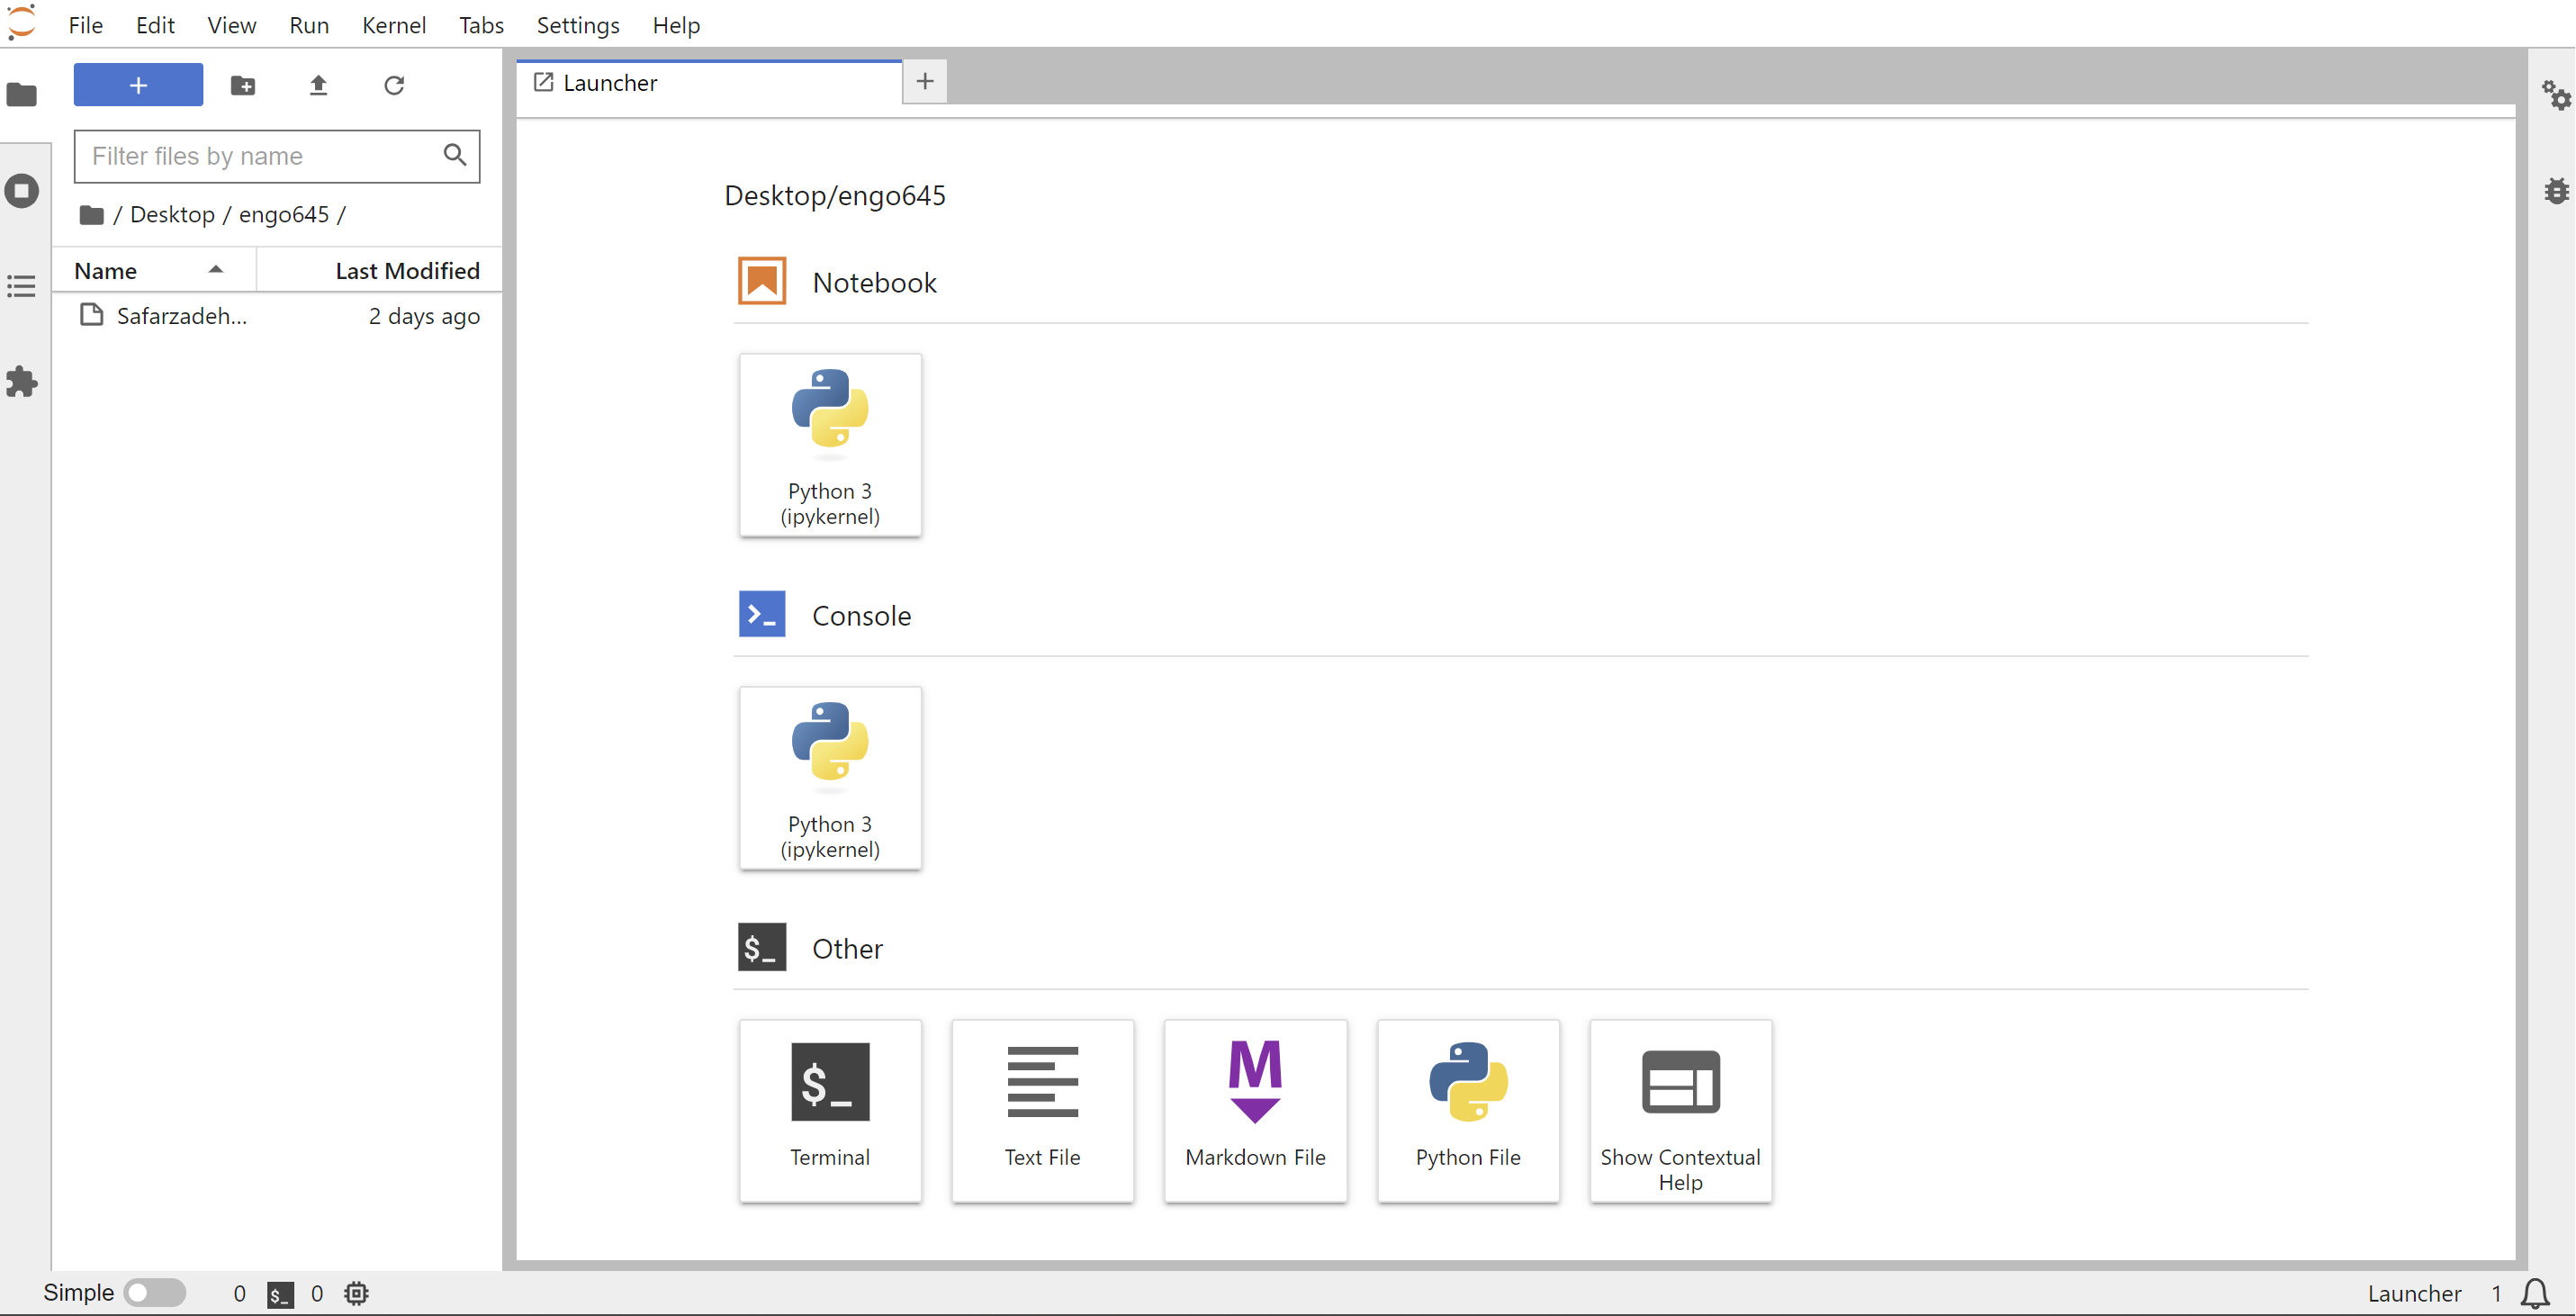 File Edit View Run Kernel Tabs Settings Help
+
Filter files by name
/ Desktop / engo645 /
Name Last Modified
Safarzadeh... 2 days ago
Launcher +
Desktop/engo645
Notebook
Python 3
(ipykernel)
>_ Console
Python 3
(ipykernel)
$_ Other
$_
Terminal
Text File
M
Markdown File
Python File
Show Contextual
Help
Simple 0 $_ 0
Launcher 1